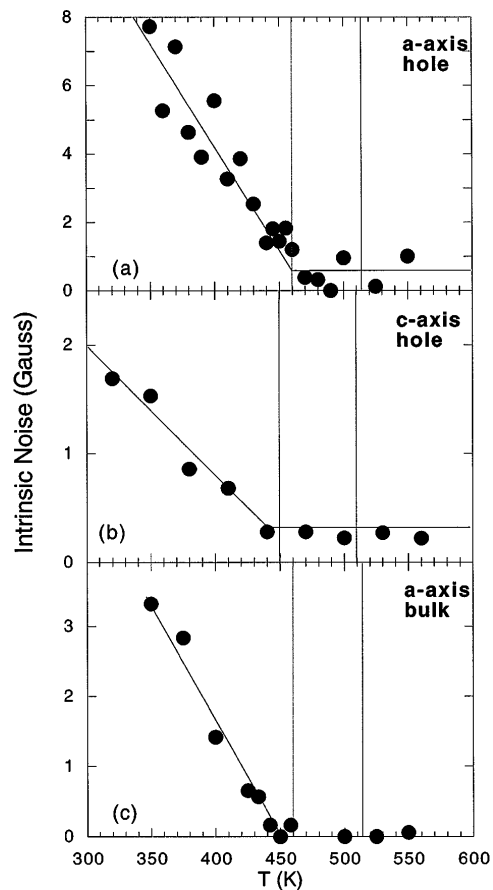 8
a-axis
hole
6
4
2
(a)
0
c-axis
hole
2
1
(b)
0
a-axis
bulk
3
2
1
(c)
0
300 350 400 450 500 550 600
T (K)
Intrinsic Noise (Gauss)